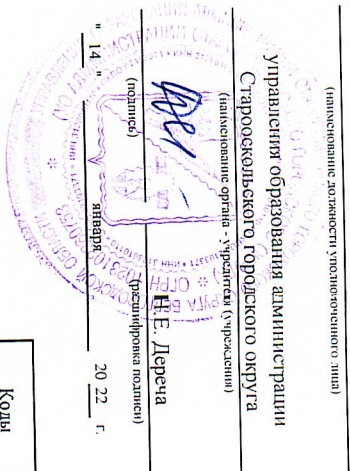 (наименование должности уполномоченного лица)
управления образования администрации
Старооскольского городского округа
(наименование органа - учредителя (учреждения)
Н.Е. Дереча
(подпись)
(расшифровка подписи)
" 14 " января 20 22 г.
Коды